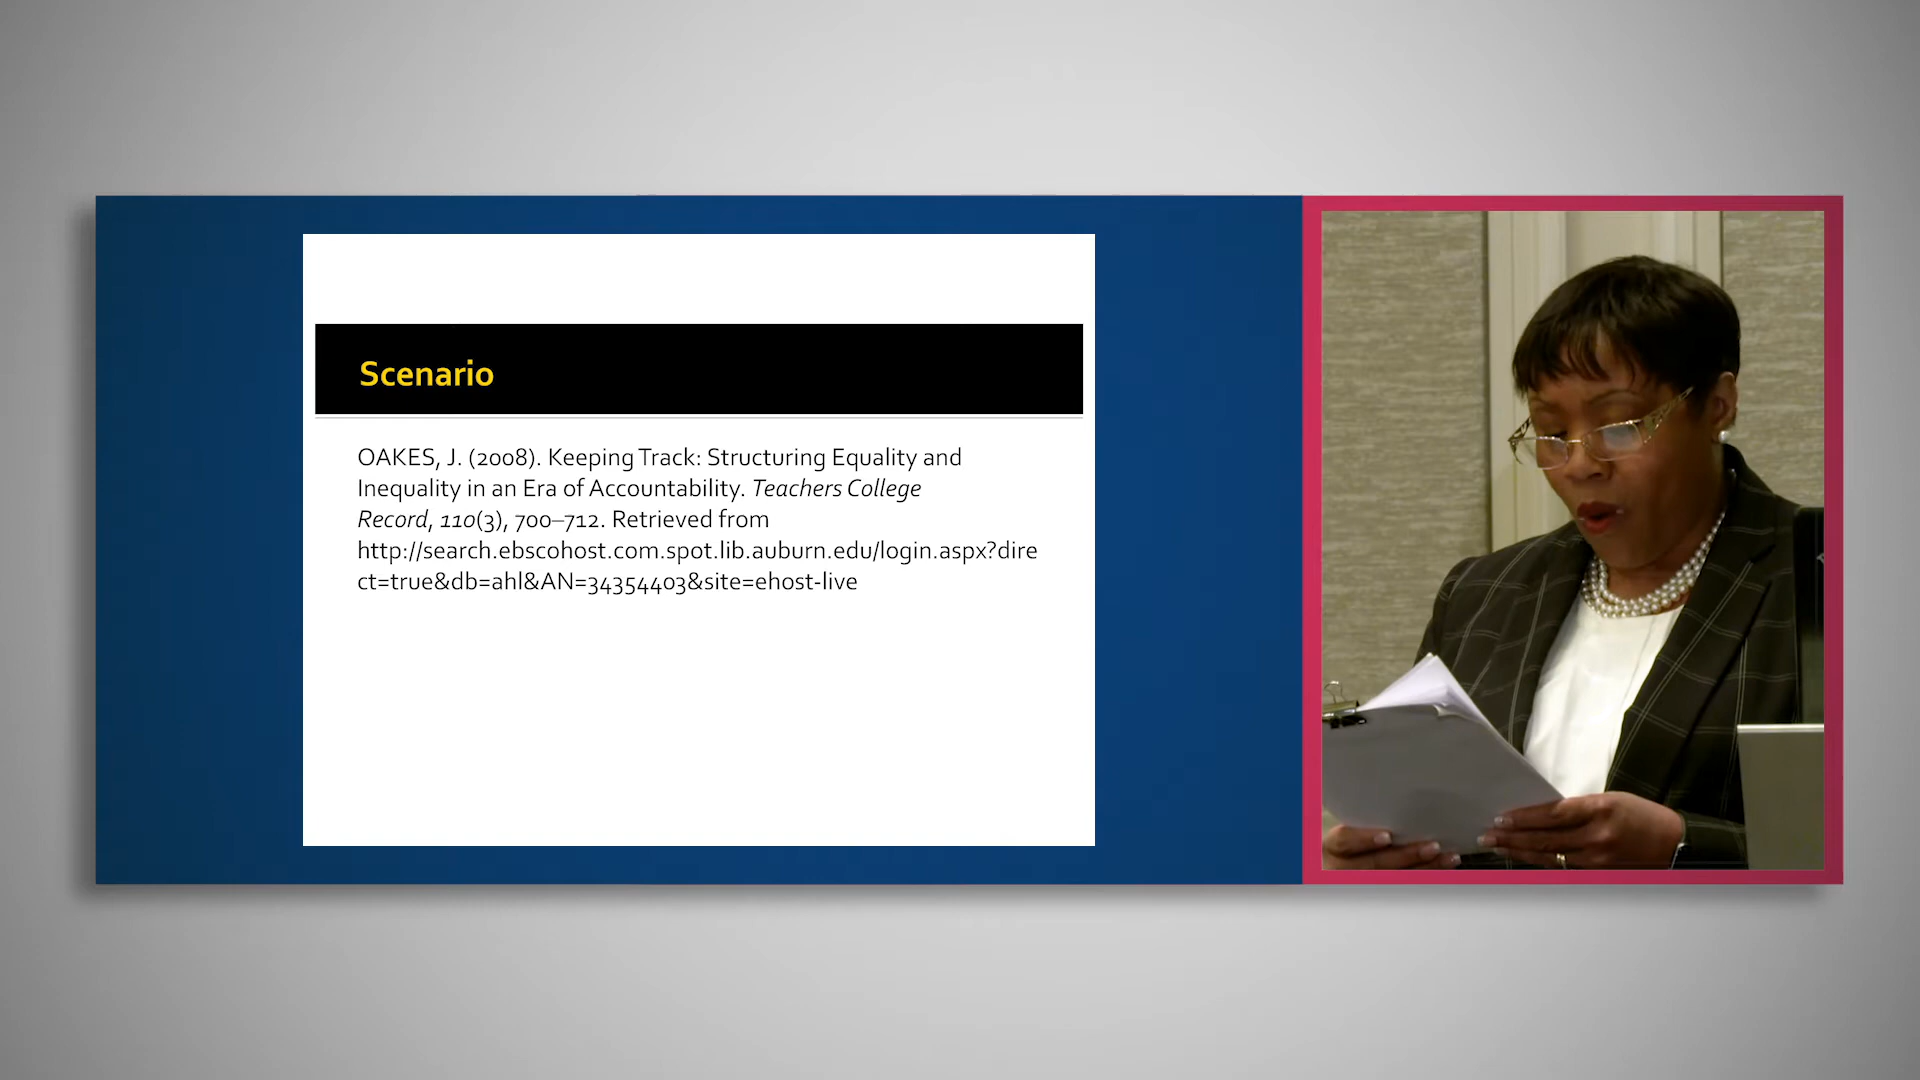 Scenario
OAKES, J. (2008). Keeping Track: Structuring Equality and
Inequality in an Era of Accountability. Teachers College
Record, 110(3), 700–712. Retrieved from
http://search.ebscohost.com.spot.lib.auburn.edu/login.aspx?dire
ct=true&db=ahl&AN=34354403&site=ehost-live